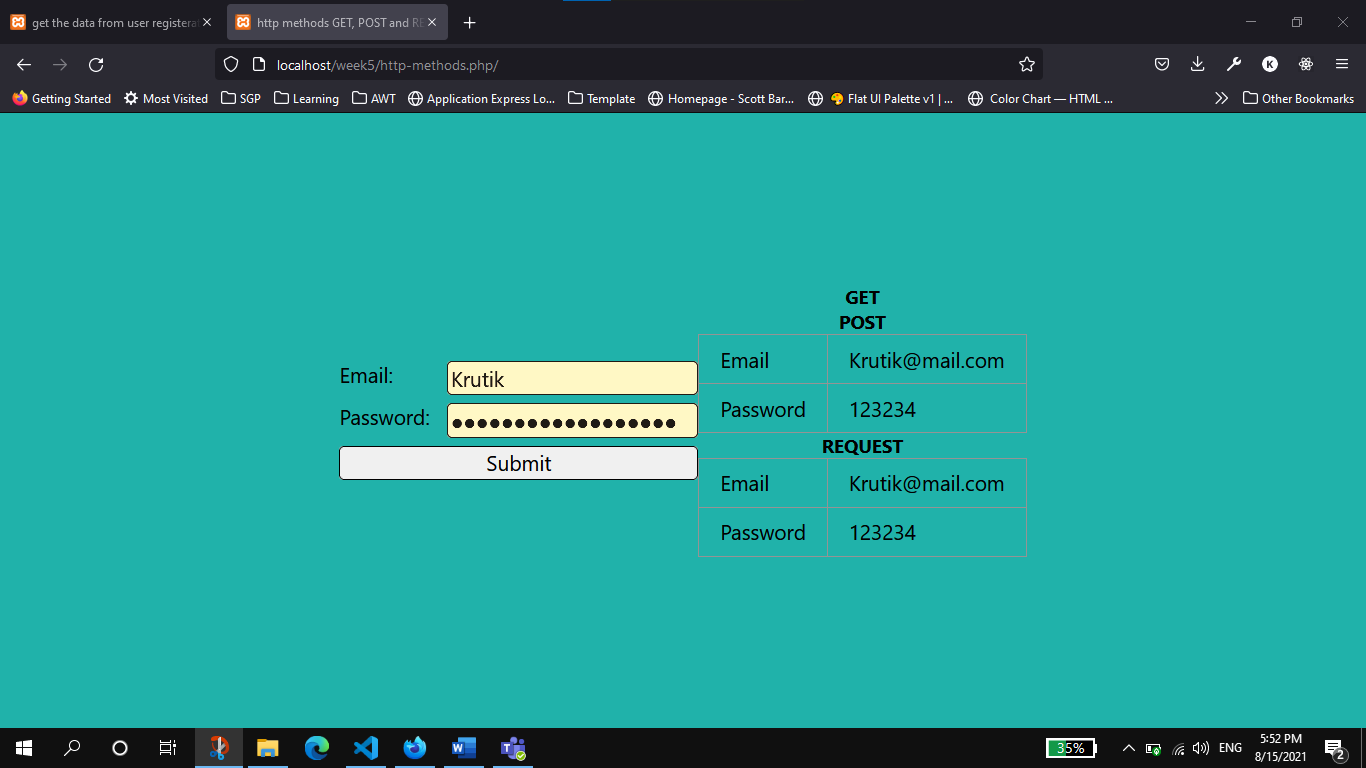 get the data from user registera
http methods GET, POST and RE
localhost/week5/http-methods.php/
K
Getting Started Most Visited SGP Learning AWT Application Express Lo... Template Homepage - Scott Bar... Flat UI Palette v1 | ... Color Chart — HTML ... Other Bookmarks
GET
POST
Email Krutik@mail.com
Password 123234
Email: Krutik
Password: ●●●●●●●●●●●●●●●●●●
Submit
REQUEST
Email Krutik@mail.com
Password 123234
35% ENG 5:52 PM
8/15/2021 2